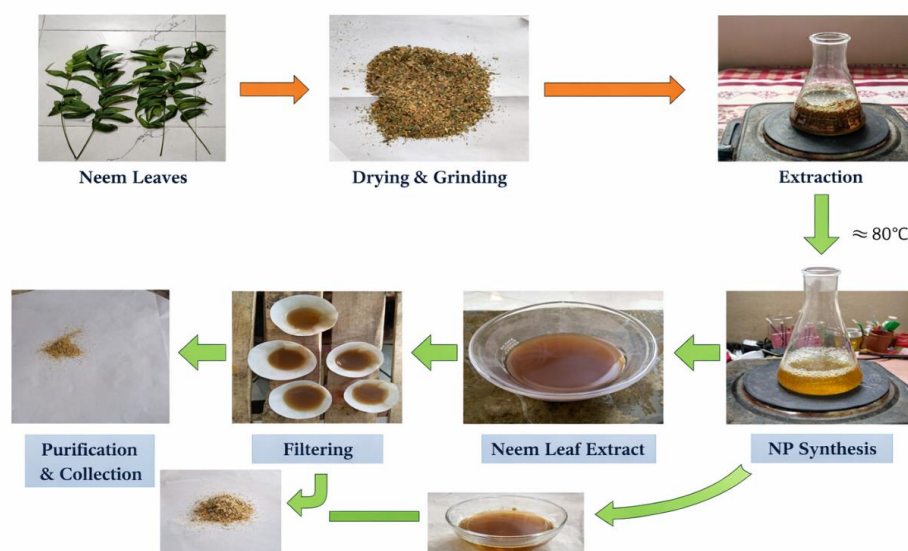 Neem Leaves
Drying & Grinding
Extraction
≈ 80℃
Purification
& Collection
Filtering
Neem Leaf Extract
NP Synthesis